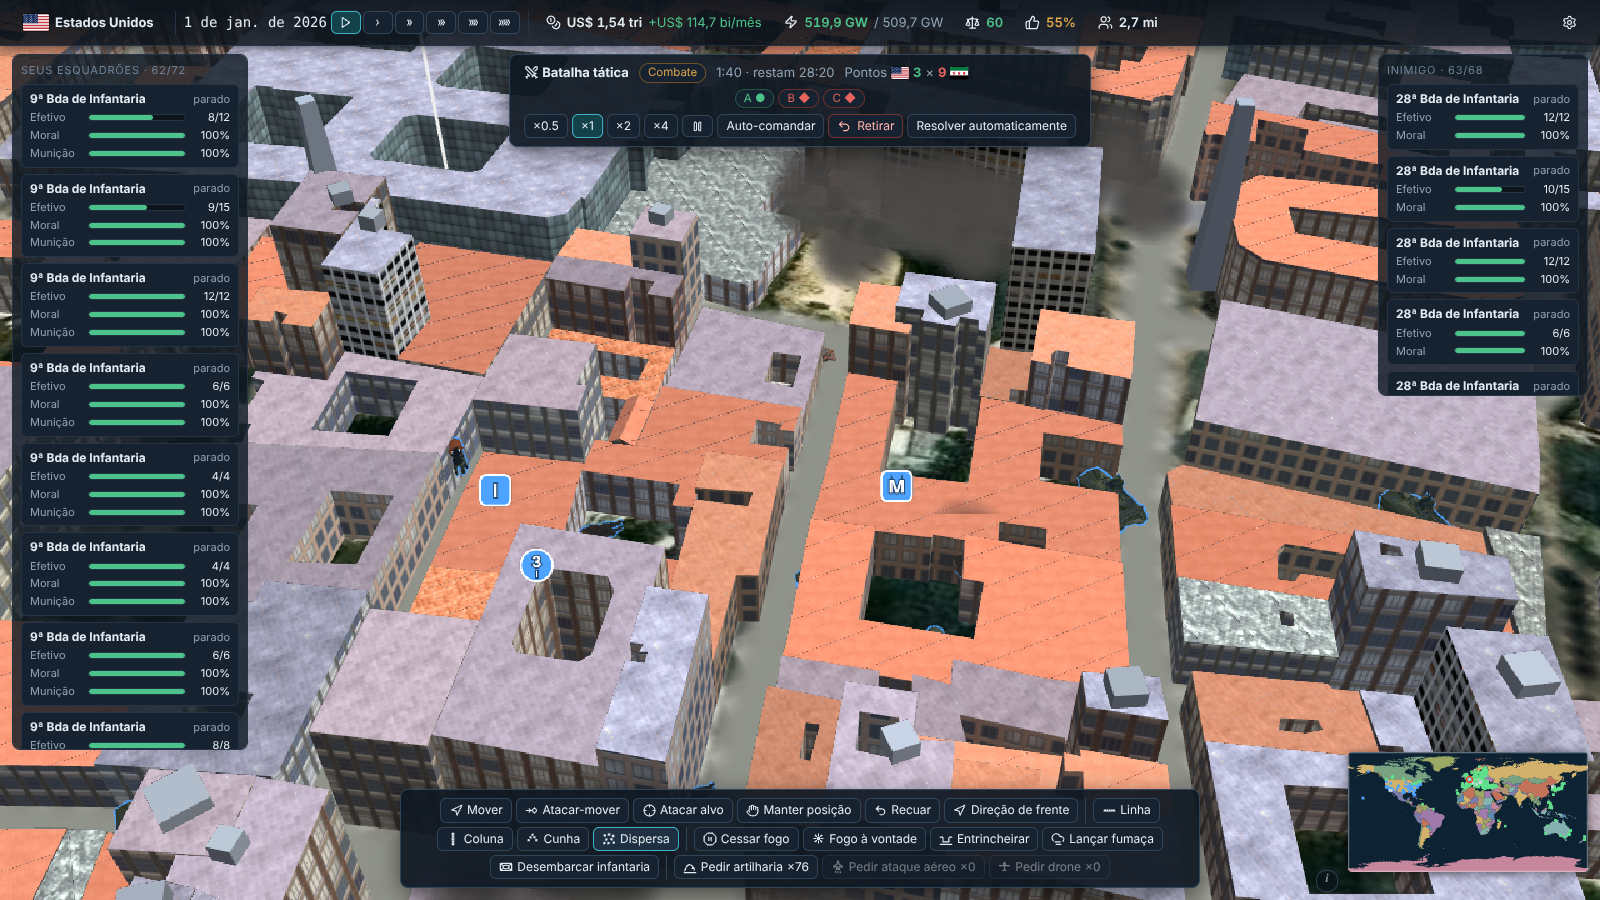 Estados Unidos 1 de jan. de 2026 US$ 1,54 tri +US$ 114,7 bi/mês 519,9 GW / 509,7 GW 60 55% 2,7 mi
SEUS ESQUADRÕES · 62/72
9ª Bda de Infantaria parado
Efetivo 8/12
Moral 100%
Munição 100%
9ª Bda de Infantaria parado
Efetivo 9/15
Moral 100%
Munição 100%
9ª Bda de Infantaria parado
Efetivo 12/12
Moral 100%
Munição 100%
9ª Bda de Infantaria parado
Efetivo 6/6
Moral 100%
Munição 100%
9ª Bda de Infantaria parado
Efetivo 4/4
Moral 100%
Munição 100%
9ª Bda de Infantaria parado
Efetivo 4/4
Moral 100%
Munição 100%
9ª Bda de Infantaria parado
Efetivo 6/6
Moral 100%
Munição 100%
9ª Bda de Infantaria parado
Efetivo 8/8
Batalha tática Combate 1:40 · restam 28:20 Pontos 3 × 9
A B C
×0.5 ×1 ×2 ×4 Auto-comandar Retirar Resolver automaticamente
INIMIGO · 63/68
28ª Bda de Infantaria parado
Efetivo 12/12
Moral 100%
28ª Bda de Infantaria parado
Efetivo 10/15
Moral 100%
28ª Bda de Infantaria parado
Efetivo 12/12
Moral 100%
28ª Bda de Infantaria parado
Efetivo 6/6
Moral 100%
28ª Bda de Infantaria parado
I
M
3
I
Mover Atacar-mover Atacar alvo Manter posição Recuar Direção de frente Linha
Coluna Cunha Dispersa Cessar fogo Fogo à vontade Entrincheirar Lançar fumaça
Desembarcar infantaria Pedir artilharia ×76 Pedir ataque aéreo ×0 Pedir drone ×0
i